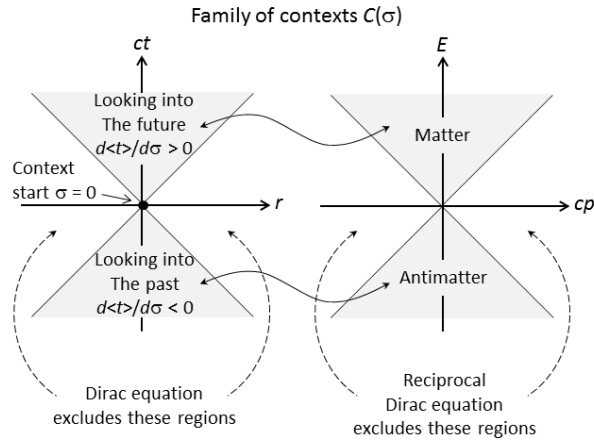 Family of contexts C(σ)
ct
Looking into
The future
d<t>/dσ > 0
Context
start σ = 0
r
Looking into
The past
d<t>/dσ < 0
Dirac equation
excludes these regions
E
Matter
cp
Antimatter
Reciprocal
Dirac equation
excludes these regions